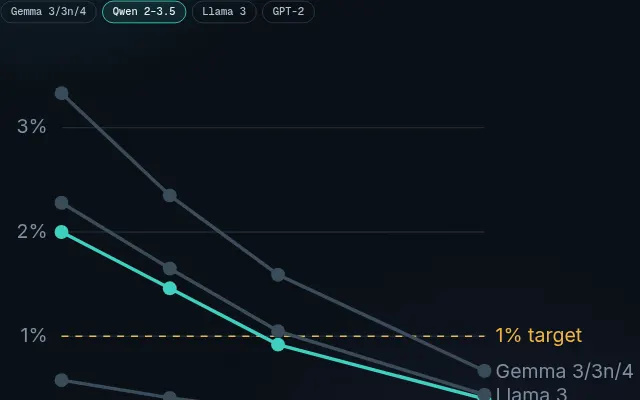 Gemma 3/3n/4 Qwen 2–3.5 Llama 3 GPT-2
3%
2%
1% 1% target
Gemma 3/3n/4
Llama 3